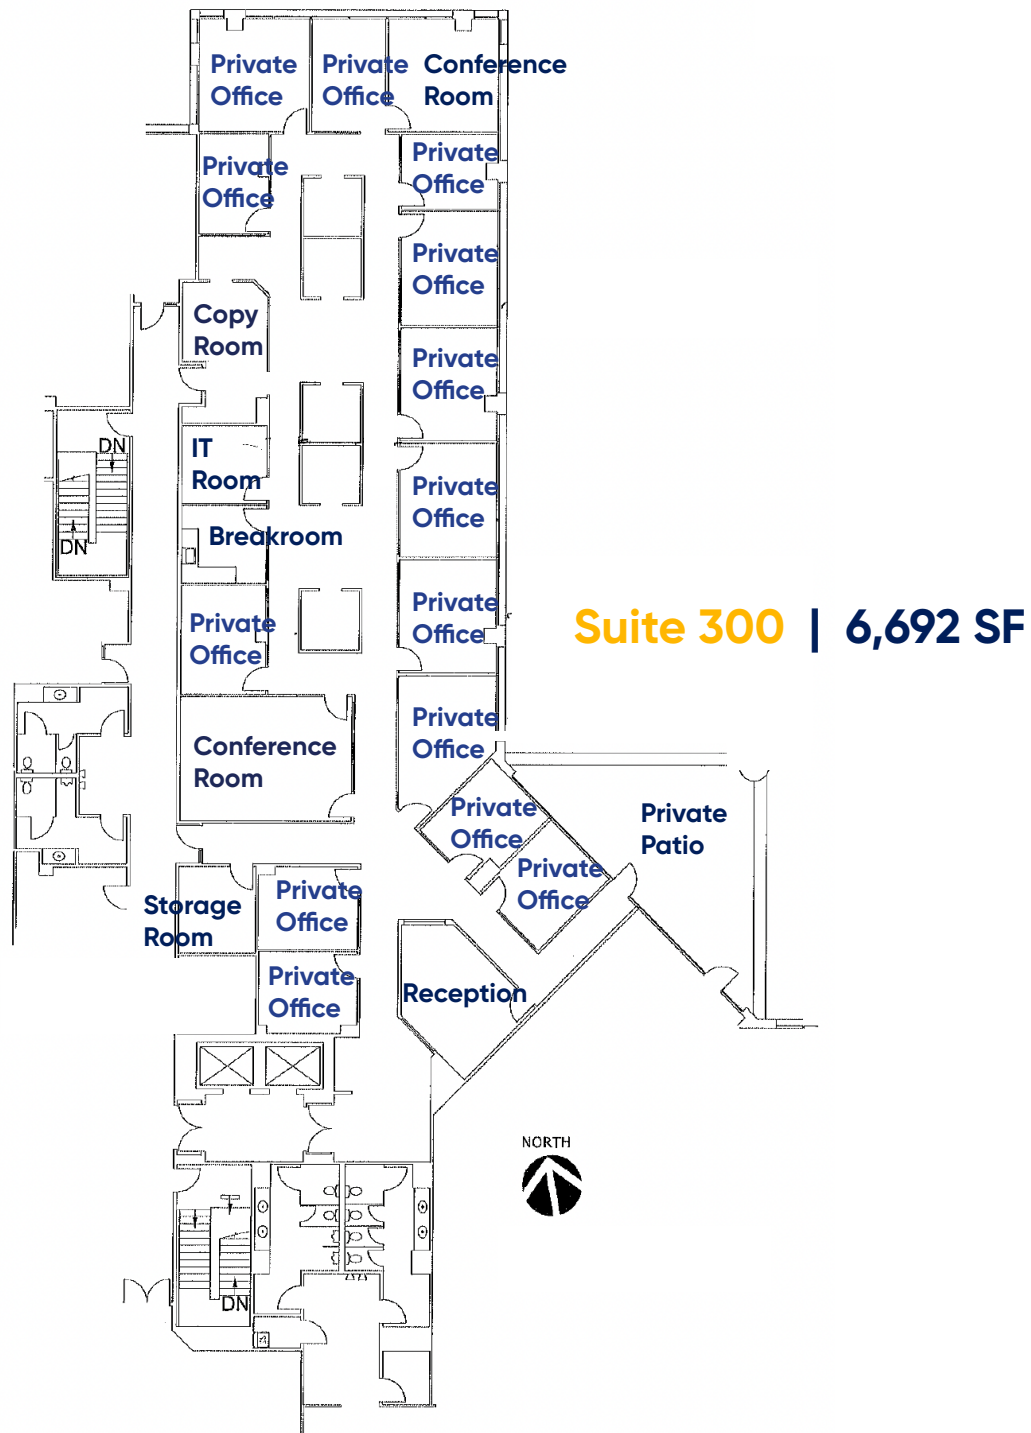 Private
Office
Private
Office
Conference
Room
Private
Office
Private
Office
Private
Office
Copy
Room
Private
Office
DN
IT
Room
Private
Office
DN
Breakroom
Private
Office
Private
Office
Suite 300 | 6,692 SF
Conference
Room
Private
Office
Private
Office
Private
Patio
Private
Office
Storage
Room
Private
Office
Private
Office
Reception
NORTH
DN